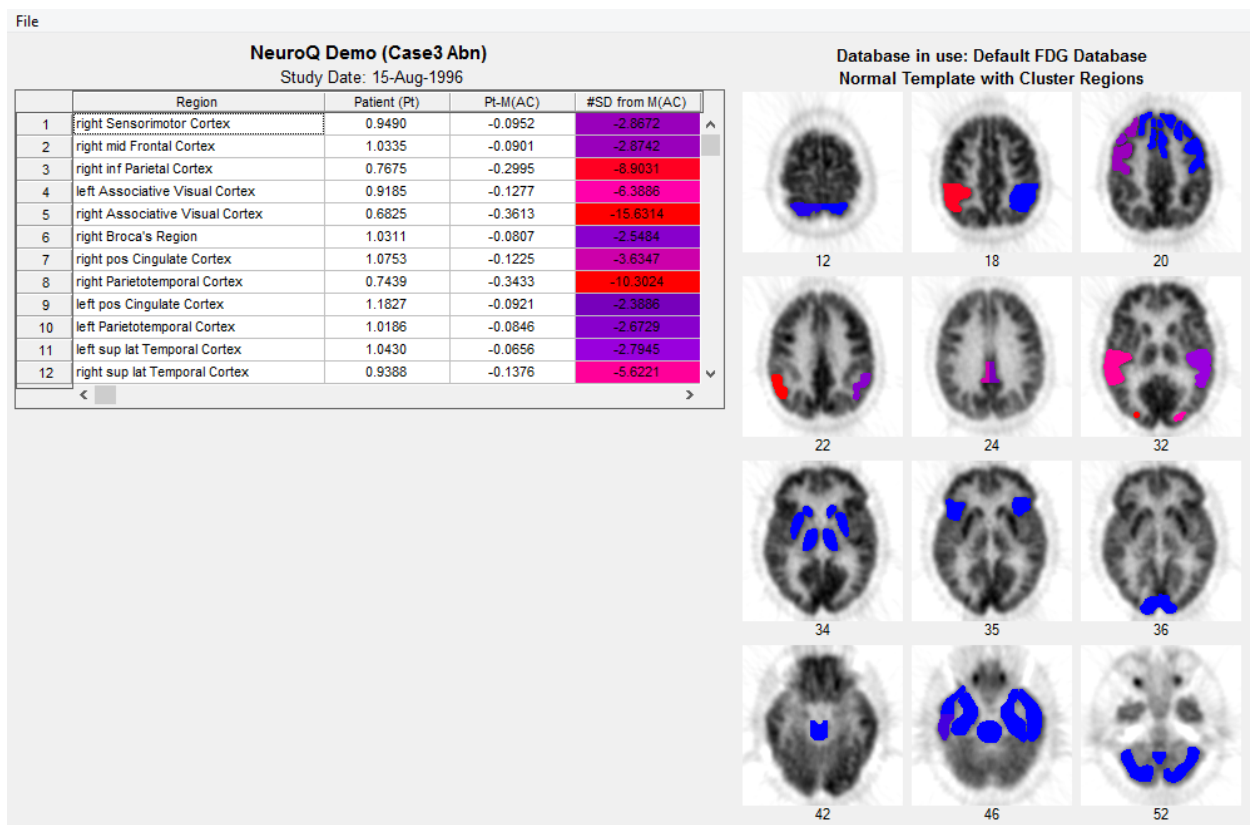 File
NeuroQ Demo (Case3 Abn)
Study Date: 15-Aug-1996
Region Patient (Pt) Pt-M(AC) #SD from M(AC)
1 right Sensorimotor Cortex 0.9490 -0.0952 -2.8672
2 right mid Frontal Cortex 1.0335 -0.0901 -2.8742
3 right inf Parietal Cortex 0.7675 -0.2995 -8.9031
4 left Associative Visual Cortex 0.9185 -0.1277 -6.3886
5 right Associative Visual Cortex 0.6825 -0.3613 -15.6314
6 right Broca's Region 1.0311 -0.0807 -2.5484
7 right pos Cingulate Cortex 1.0753 -0.1225 -3.6347
8 right Parietotemporal Cortex 0.7439 -0.3433 -10.3024
9 left pos Cingulate Cortex 1.1827 -0.0921 -2.3886
10 left Parietotemporal Cortex 1.0186 -0.0846 -2.6729
11 left sup lat Temporal Cortex 1.0430 -0.0656 -2.7945
12 right sup lat Temporal Cortex 0.9388 -0.1376 -5.6221
Database in use: Default FDG Database
Normal Template with Cluster Regions
12 18 20
22 24 32
34 35 36
42 46 52